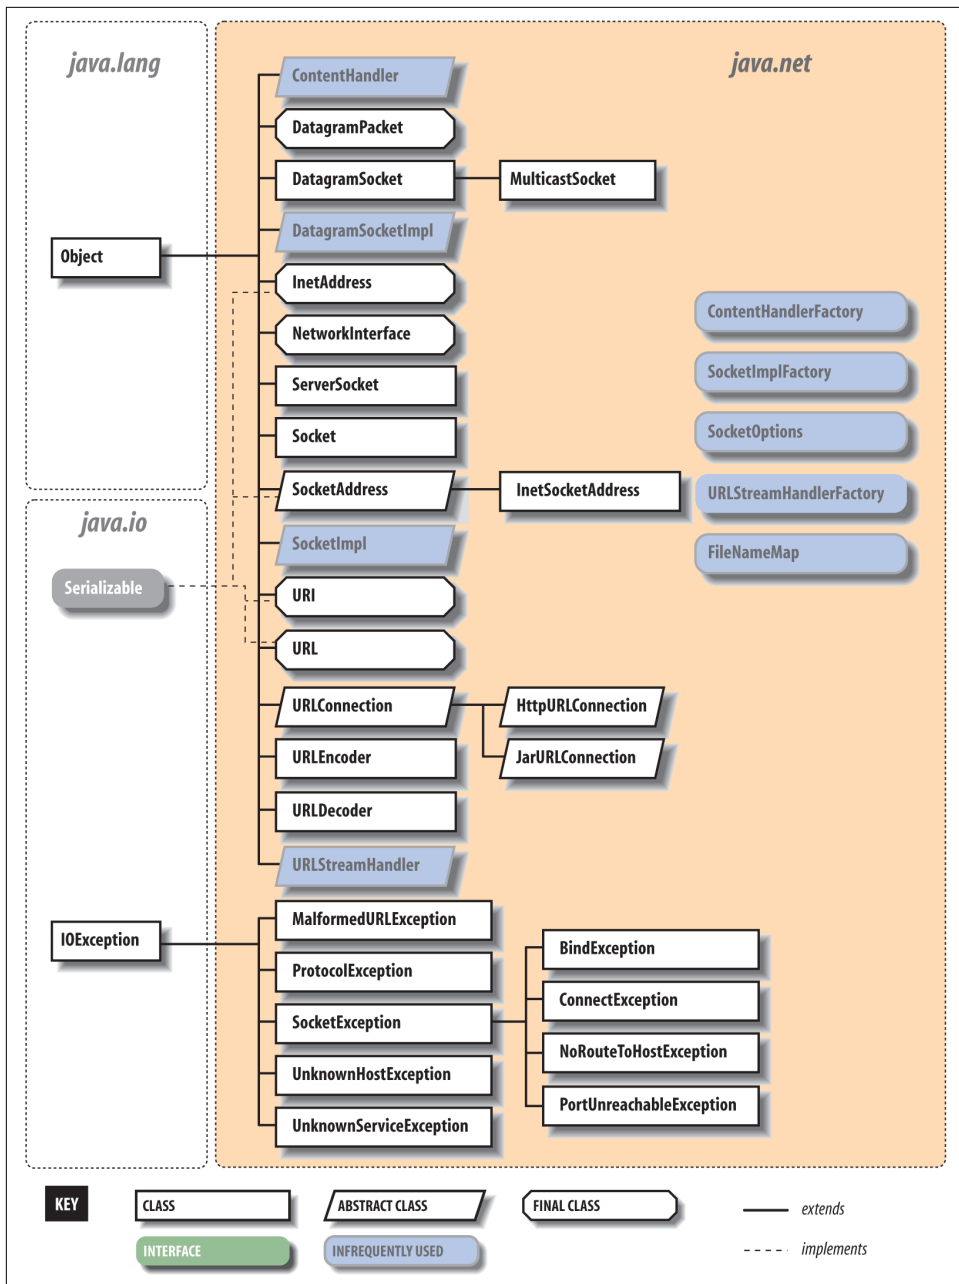 java.lang
java.net
ContentHandler
DatagramPacket
DatagramSocket
MulticastSocket
DatagramSocketImpl
Object
InetAddress
NetworkInterface
ContentHandlerFactory
SocketImplFactory
ServerSocket
Socket
SocketOptions
SocketAddress
InetSocketAddress
URLStreamHandlerFactory
java.io
SocketImpl
FileNameMap
Serializable
URI
URL
URLConnection
HttpURLConnection
URLEncoder
JarURLConnection
URLDecoder
URLStreamHandler
MalformedURLException
IOException
BindException
ProtocolException
ConnectException
SocketException
NoRouteToHostException
UnknownHostException
PortUnreachableException
UnknownServiceException
KEY
CLASS
ABSTRACT CLASS
FINAL CLASS
extends
INTERFACE
INFREQUENTLY USED
implements